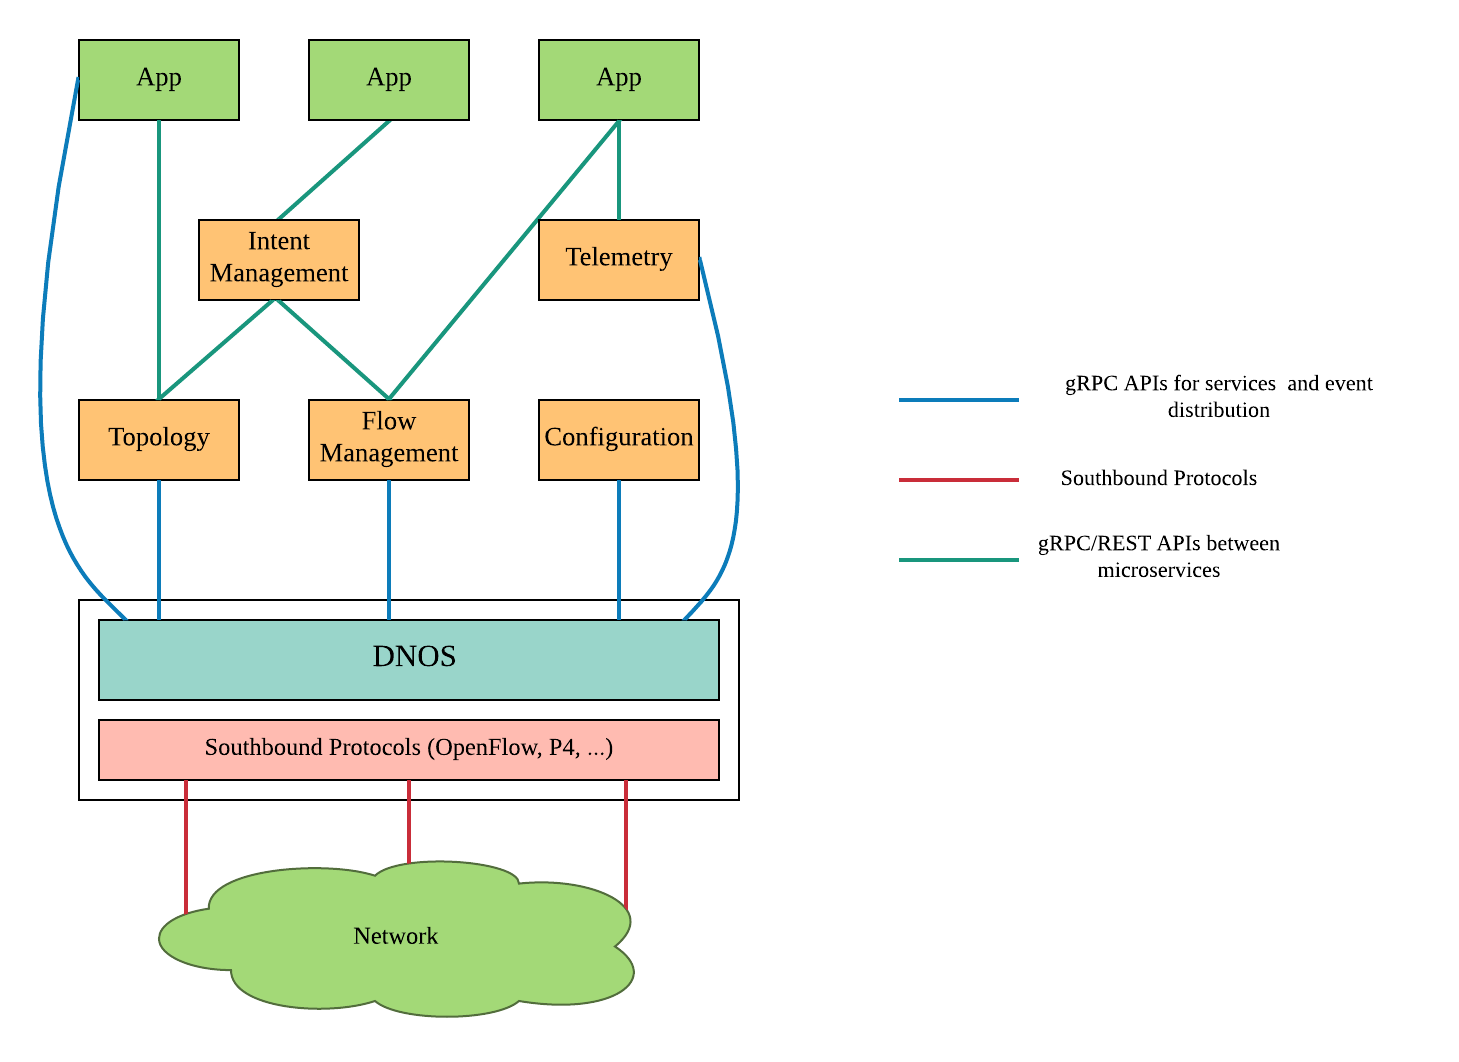 App
App
App
Intent
Management
Telemetry
Topology
Flow
Management
Configuration
gRPC APIs for services  and event
distribution
Southbound Protocols
gRPC/REST APIs between
microservices
DNOS
Southbound Protocols (OpenFlow, P4, ...)
Network